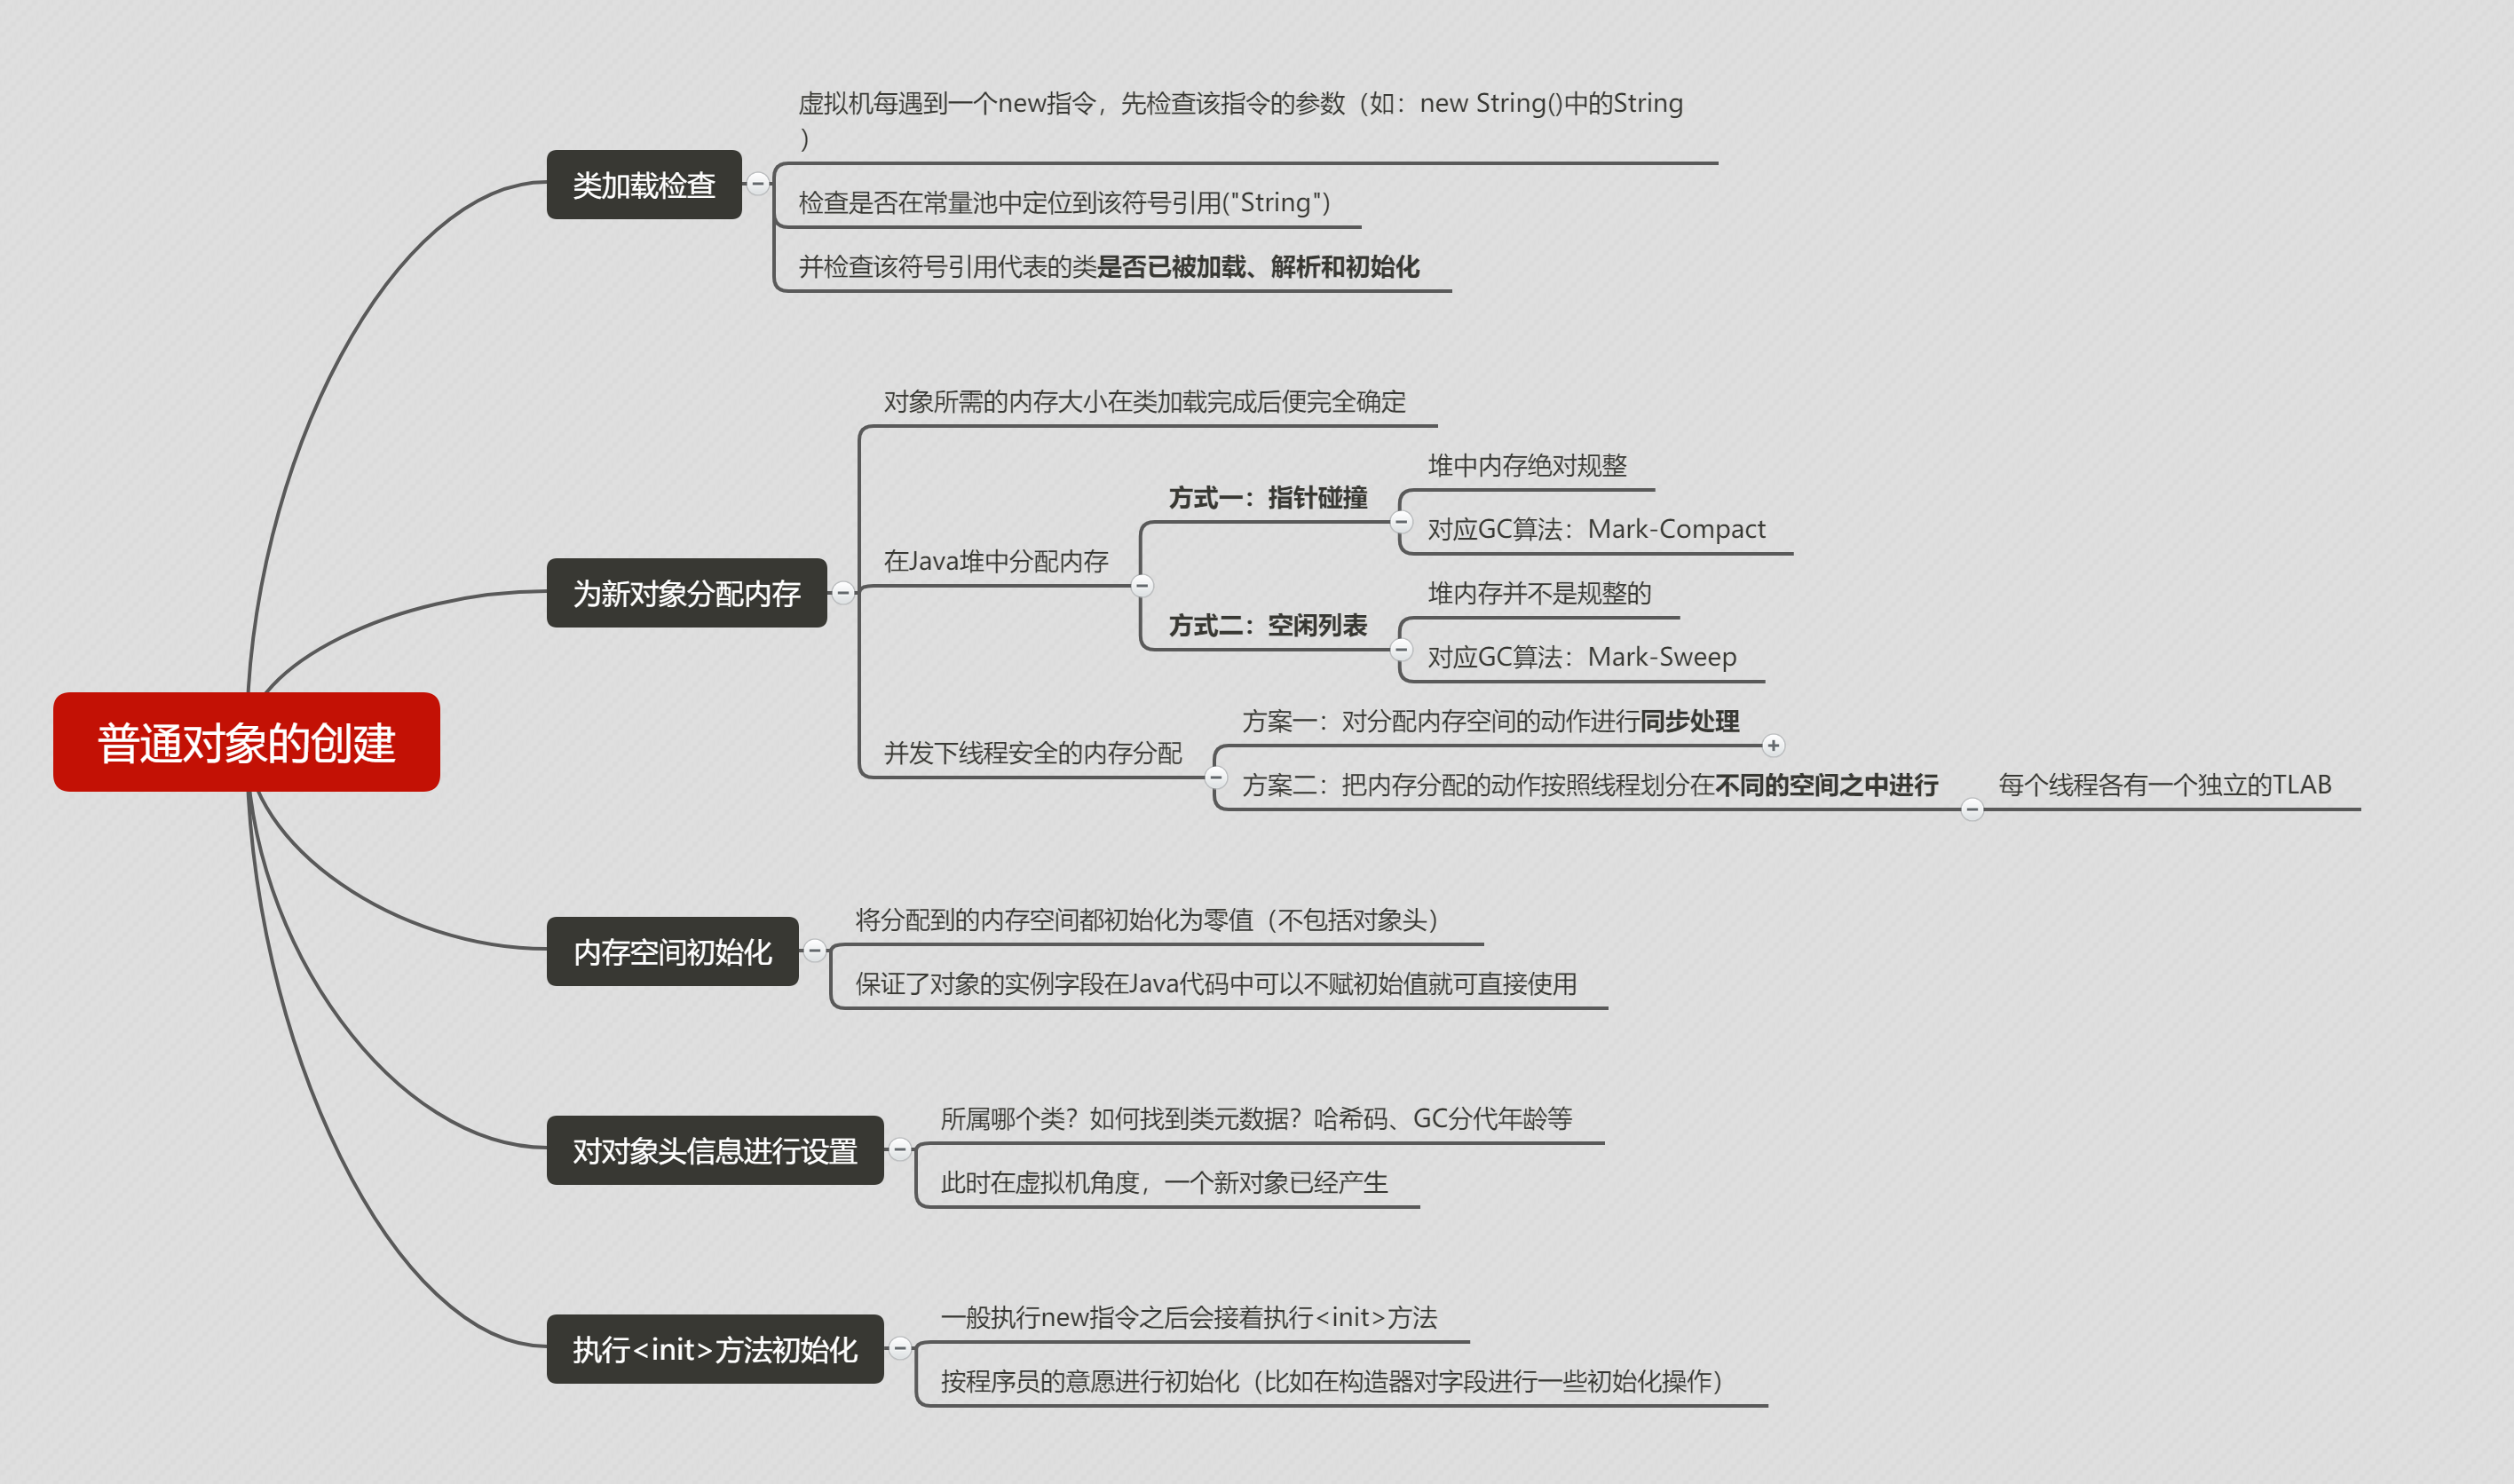 普通对象的创建
类加载检查
虚拟机每遇到一个new指令，先检查该指令的参数（如：new String()中的String
）
检查是否在常量池中定位到该符号引用("String")
并检查该符号引用代表的类是否已被加载、解析和初始化
为新对象分配内存
对象所需的内存大小在类加载完成后便完全确定
在Java堆中分配内存
方式一：指针碰撞
堆中内存绝对规整
对应GC算法：Mark-Compact
方式二：空闲列表
堆内存并不是规整的
对应GC算法：Mark-Sweep
并发下线程安全的内存分配
方案一：对分配内存空间的动作进行同步处理
方案二：把内存分配的动作按照线程划分在不同的空间之中进行
每个线程各有一个独立的TLAB
内存空间初始化
将分配到的内存空间都初始化为零值（不包括对象头）
保证了对象的实例字段在Java代码中可以不赋初始值就可直接使用
对对象头信息进行设置
所属哪个类？如何找到类元数据？哈希码、GC分代年龄等
此时在虚拟机角度，一个新对象已经产生
执行<init>方法初始化
一般执行new指令之后会接着执行<init>方法
按程序员的意愿进行初始化（比如在构造器对字段进行一些初始化操作）